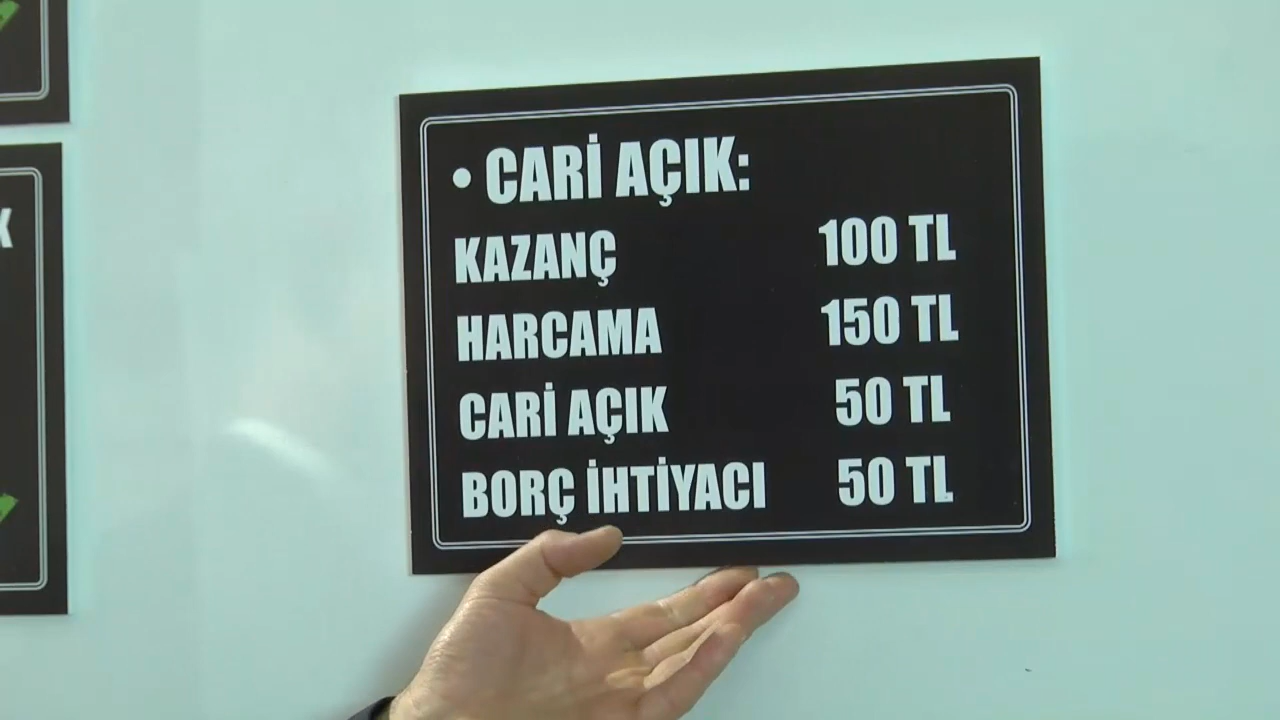 • CARİ AÇIK:
KAZANÇ 100 TL
HARCAMA 150 TL
CARİ AÇIK 50 TL
BORÇ İHTİYACI 50 TL